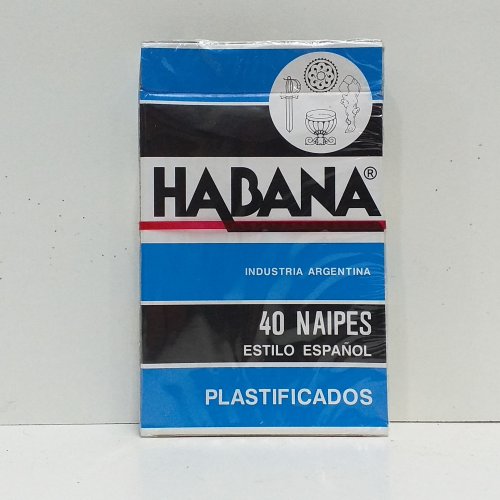 HABANA®
INDUSTRIA ARGENTINA
40 NAIPES
ESTILO ESPAÑOL
PLASTIFICADOS